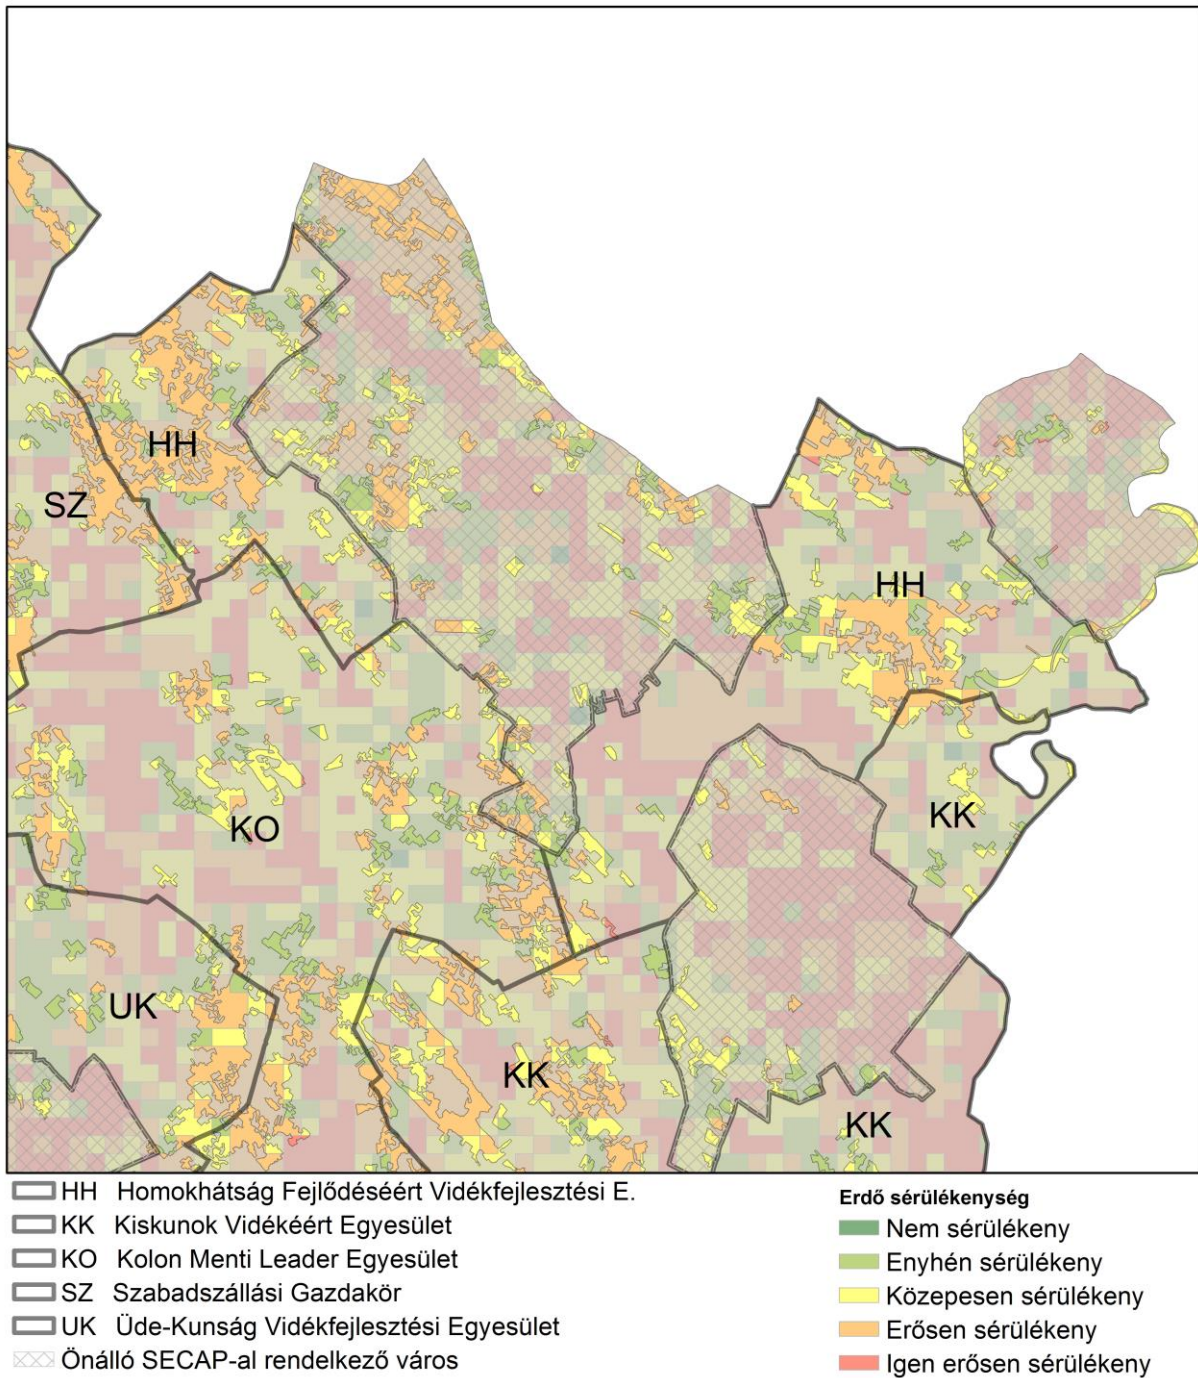 HH
SZ
HH
KO
KK
UK
KK
KK
HH Homokhátság Fejlődéséért Vidékfejlesztési E.
KK Kiskunok Vidékéért Egyesület
KO Kolon Menti Leader Egyesület
SZ Szabadszállási Gazdakör
UK Üde-Kunság Vidékfejlesztési Egyesület
Önálló SECAP-al rendelkező város
Erdő sérülékenység
Nem sérülékeny
Enyhén sérülékeny
Közepesen sérülékeny
Erősen sérülékeny
Igen erősen sérülékeny